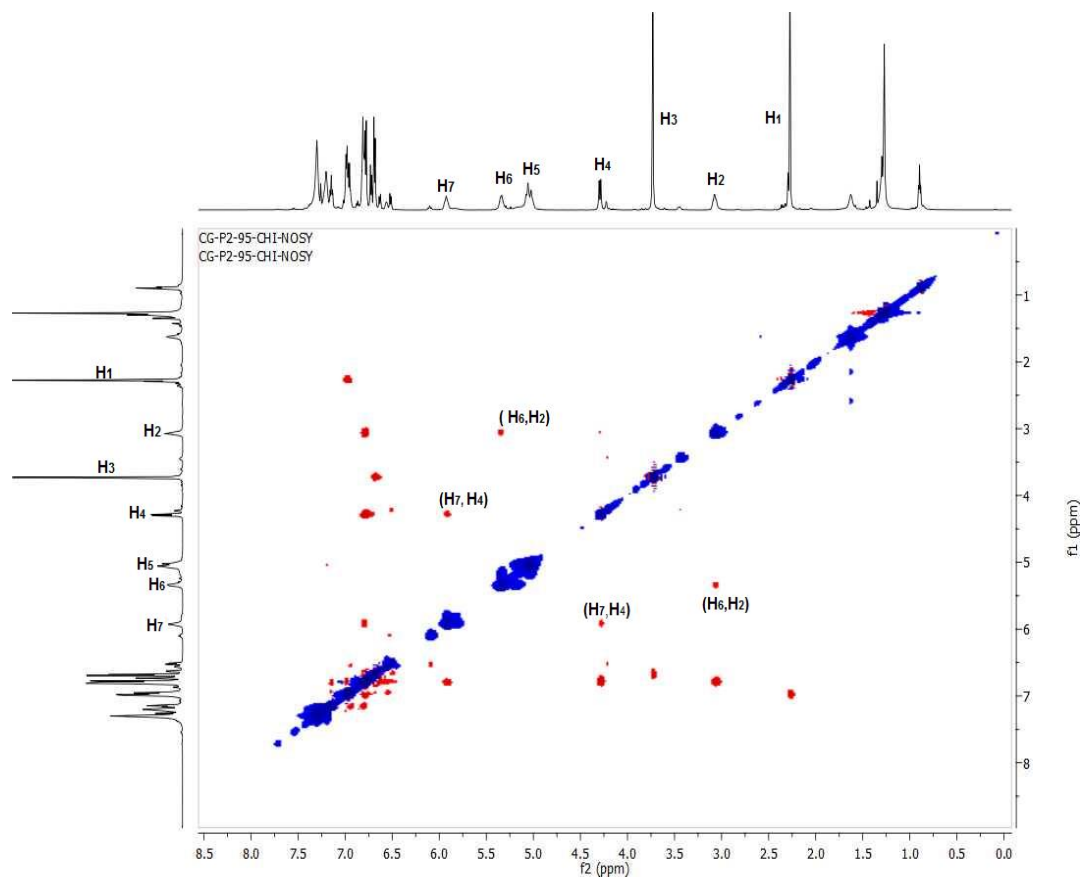 H3
H1
H7
H6
H5
H4
H2
CG-P2-95-CHI-NOSY
CG-P2-95-CHI-NOSY
H1
H2
H3
H4
H5
H6
H7
( H6,H2)
(H7, H4)
(H7,H4)
(H6,H2)
1
2
3
4
5
6
7
8
f1 (ppm)
8.5 7.5 7.0 6.5 6.0 5.5 5.0 4.5 4.0 3.5 3.0 2.5 2.0 1.5 1.0 0.5 0.0
8.0
f2 (ppm)